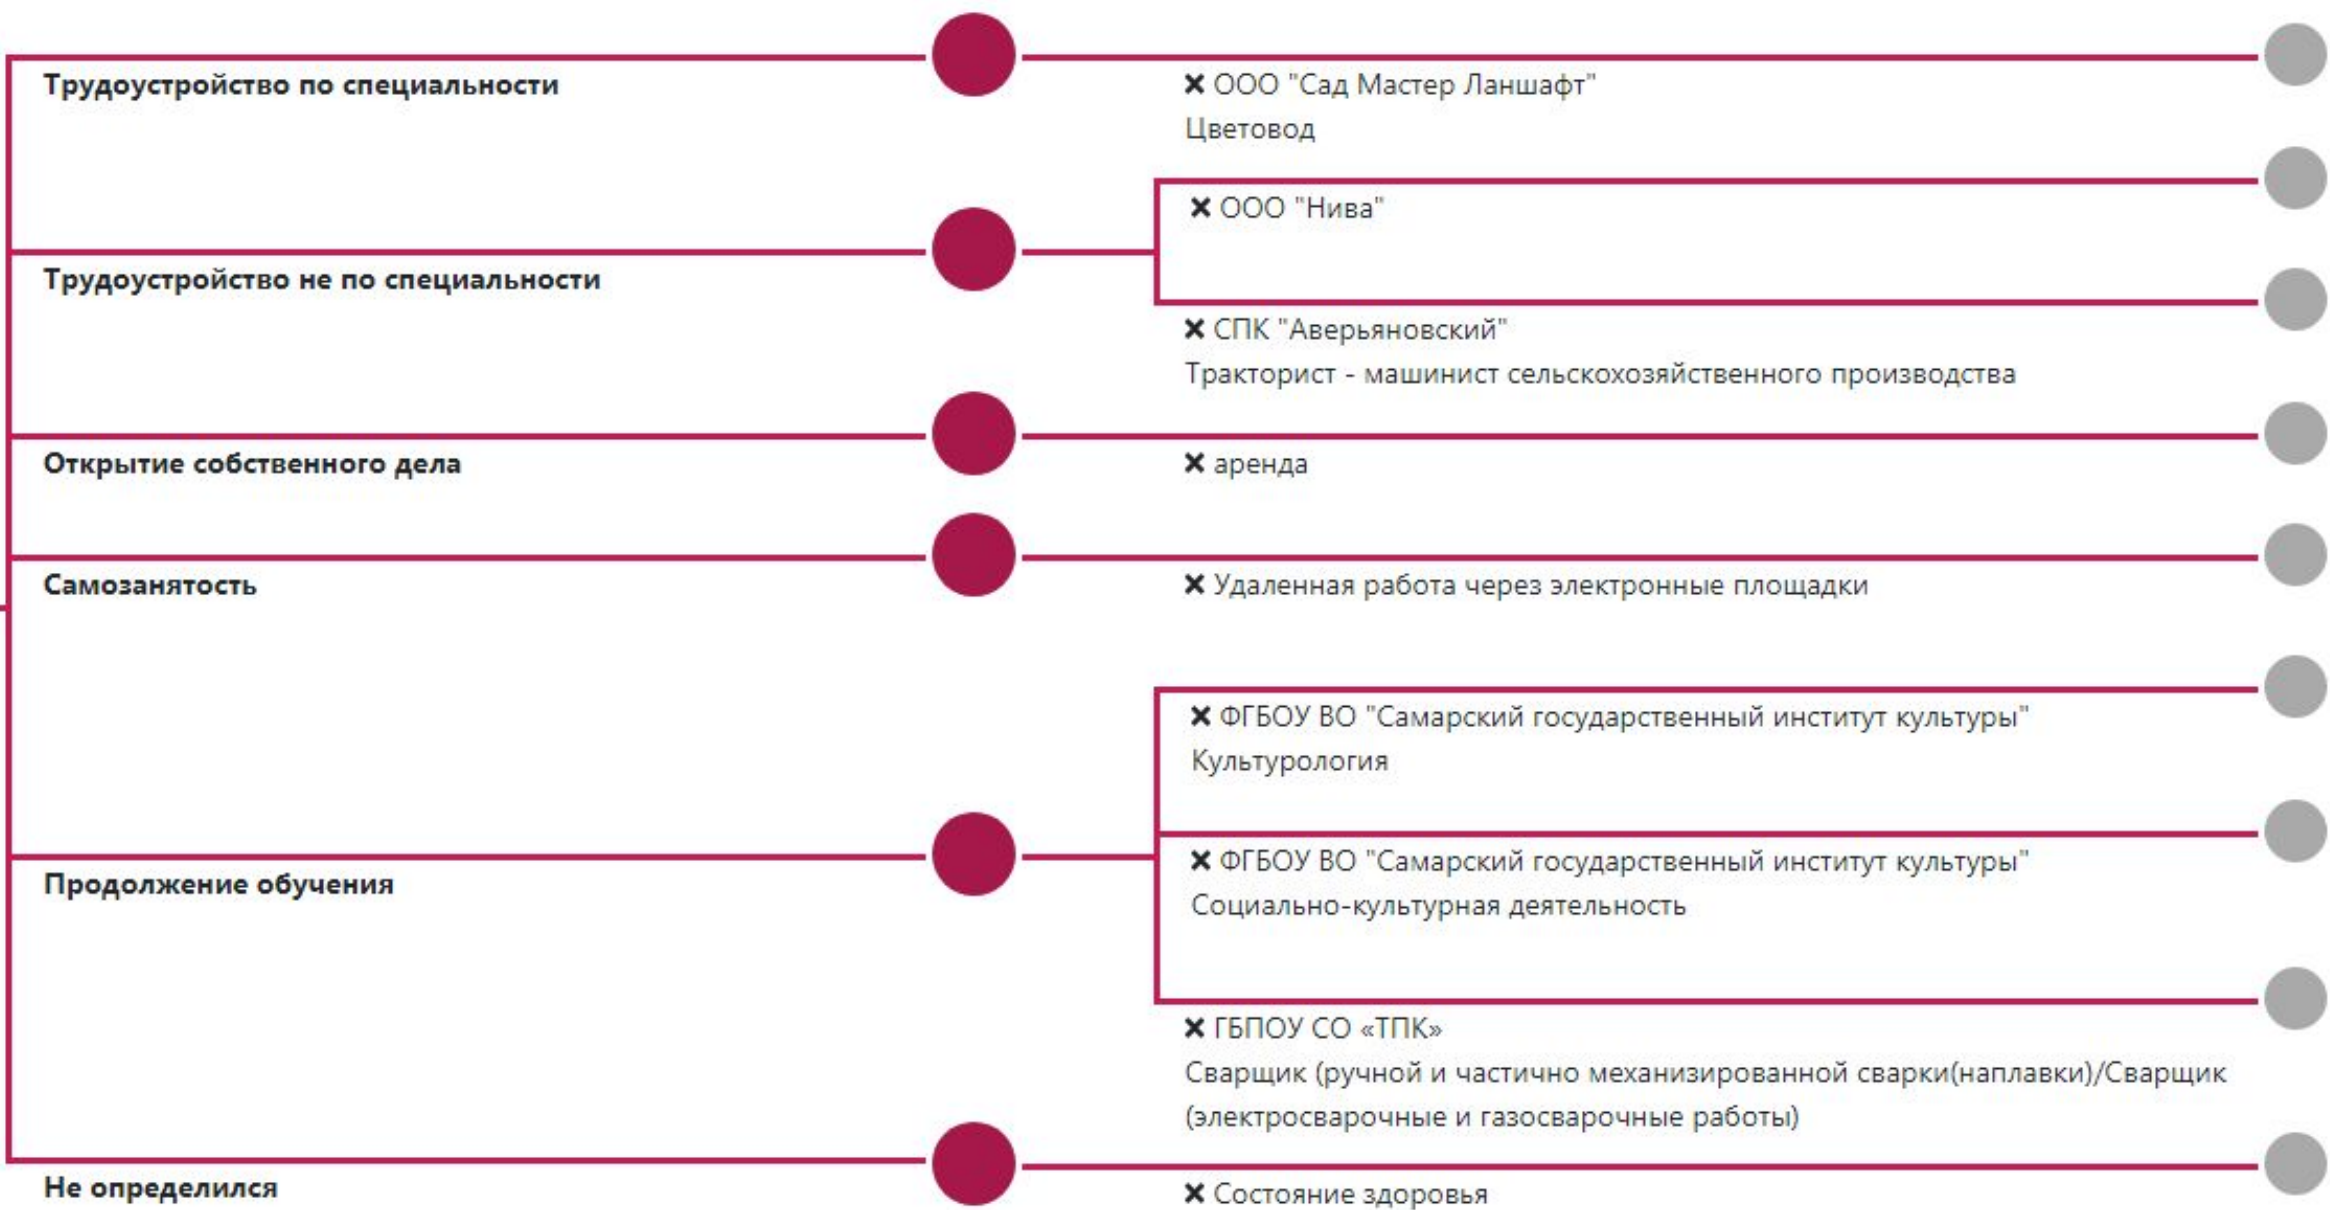 Трудоустройство по специальности
✖ ООО "Сад Мастер Ланшафт"
Цветовод
✖ ООО "Нива"
Трудоустройство не по специальности
✖ СПК "Аверьяновский"
Тракторист - машинист сельскохозяйственного производства
Открытие собственного дела
✖ аренда
Самозанятость
✖ Удаленная работа через электронные площадки
✖ ФГБОУ ВО "Самарский государственный институт культуры"
Культурология
Продолжение обучения
✖ ФГБОУ ВО "Самарский государственный институт культуры"
Социально-культурная деятельность
✖ ГБПОУ СО «ТПК»
Сварщик (ручной и частично механизированной сварки(наплавки)/Сварщик
(электросварочные и газосварочные работы)
Не определился
✖ Состояние здоровья